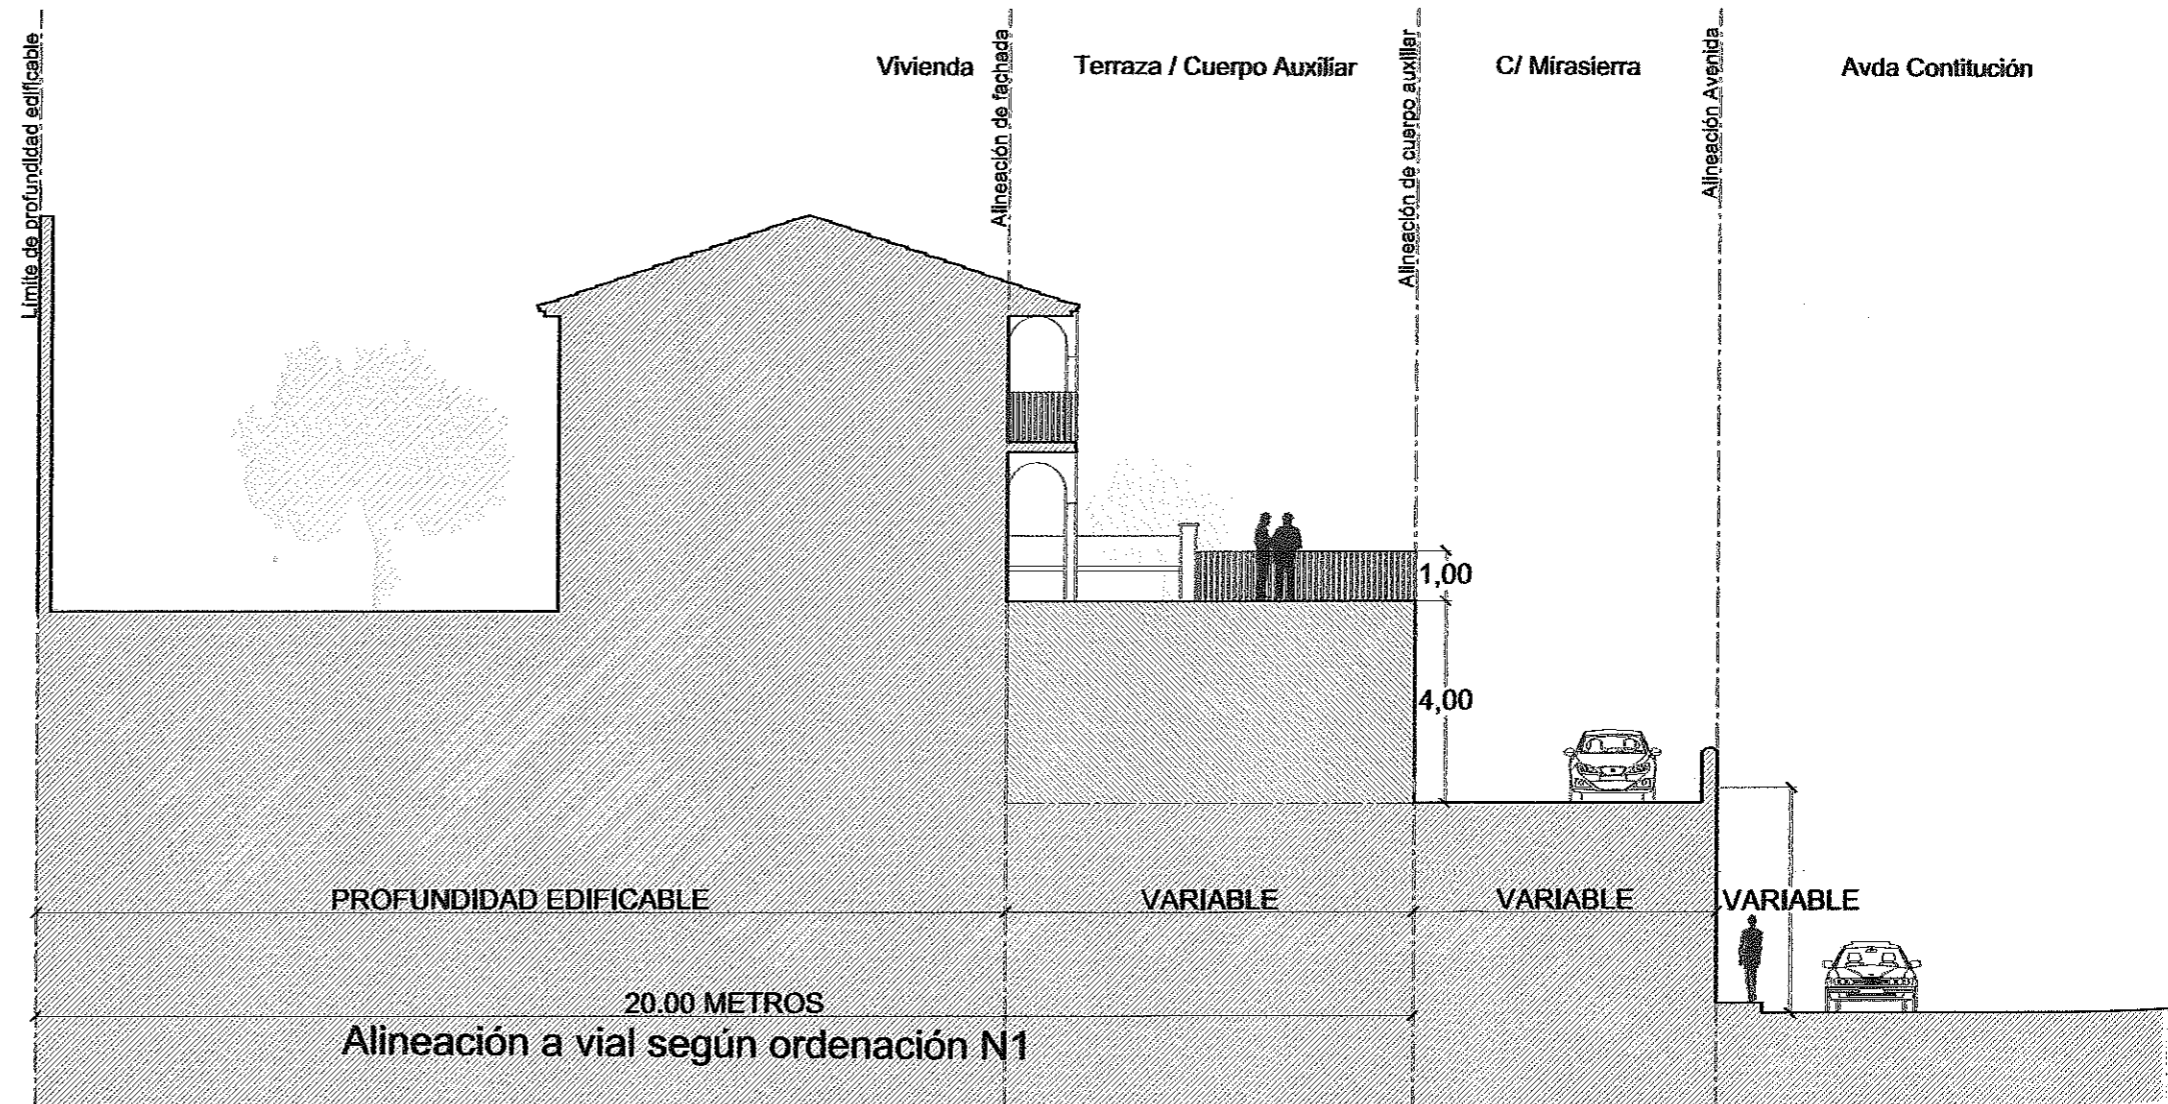 Límite de profundidad edificable
Vivienda
Alineación de fachada
Terraza / Cuerpo Auxiliar
Alineación de cuerpo auxiliar
C/ Mirasierra
Alineación Avenida
Avda Contitución
1,00
4,00
PROFUNDIDAD EDIFICABLE
VARIABLE
VARIABLE
VARIABLE
20.00 METROS
Alineación a vial según ordenación N1